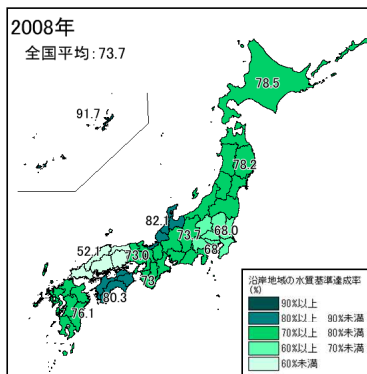 2008年
全国平均:73.7
78.5
91.7
78.2
82.1
73.7
68.0
68
52.1
73.0
73
80.3
76.1
沿岸地域の水質基準達成率
(%)
90%以上
80%以上 90%未満
70%以上 80%未満
60%以上 70%未満
60%未満